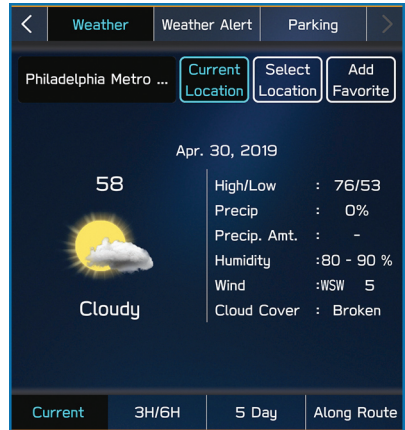 < Weather Weather Alert Parking >
Philadelphia Metro ... Current Location Select Location Add Favorite
Apr. 30, 2019
58
High/Low : 76/53
Precip : 0%
Precip. Amt. : -
Humidity :80 - 90 %
Wind :WSW 5
Cloudy
Cloud Cover : Broken
Current 3H/6H 5 Day Along Route